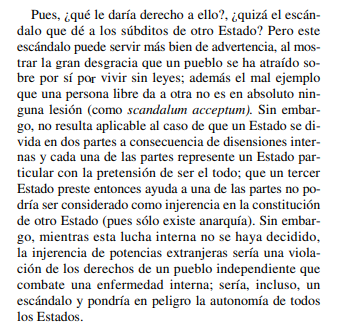 Pues, ¿qué le daría derecho a ello?, ¿quizá el escán-
dalo que dé a los súbditos de otro Estado? Pero este
escándalo puede servir más bien de advertencia, al mos-
trar la gran desgracia que un pueblo se ha atraído so-
bre por sí por vivir sin leyes; además el mal ejemplo
que una persona libre da a otra no es en absoluto nin-
guna lesión (como scandalum acceptum). Sin embar-
go, no resulta aplicable al caso de que un Estado se di-
vida en dos partes a consecuencia de disensiones inter-
nas y cada una de las partes represente un Estado par-
ticular con la pretensión de ser el todo; que un tercer
Estado preste entonces ayuda a una de las partes no po-
dría ser considerado como injerencia en la constitución
de otro Estado (pues sólo existe anarquía). Sin embar-
go, mientras esta lucha interna no se haya decidido,
la injerencia de potencias extranjeras sería una viola-
ción de los derechos de un pueblo independiente que
combate una enfermedad interna; sería, incluso, un
escándalo y pondría en peligro la autonomía de todos
los Estados.